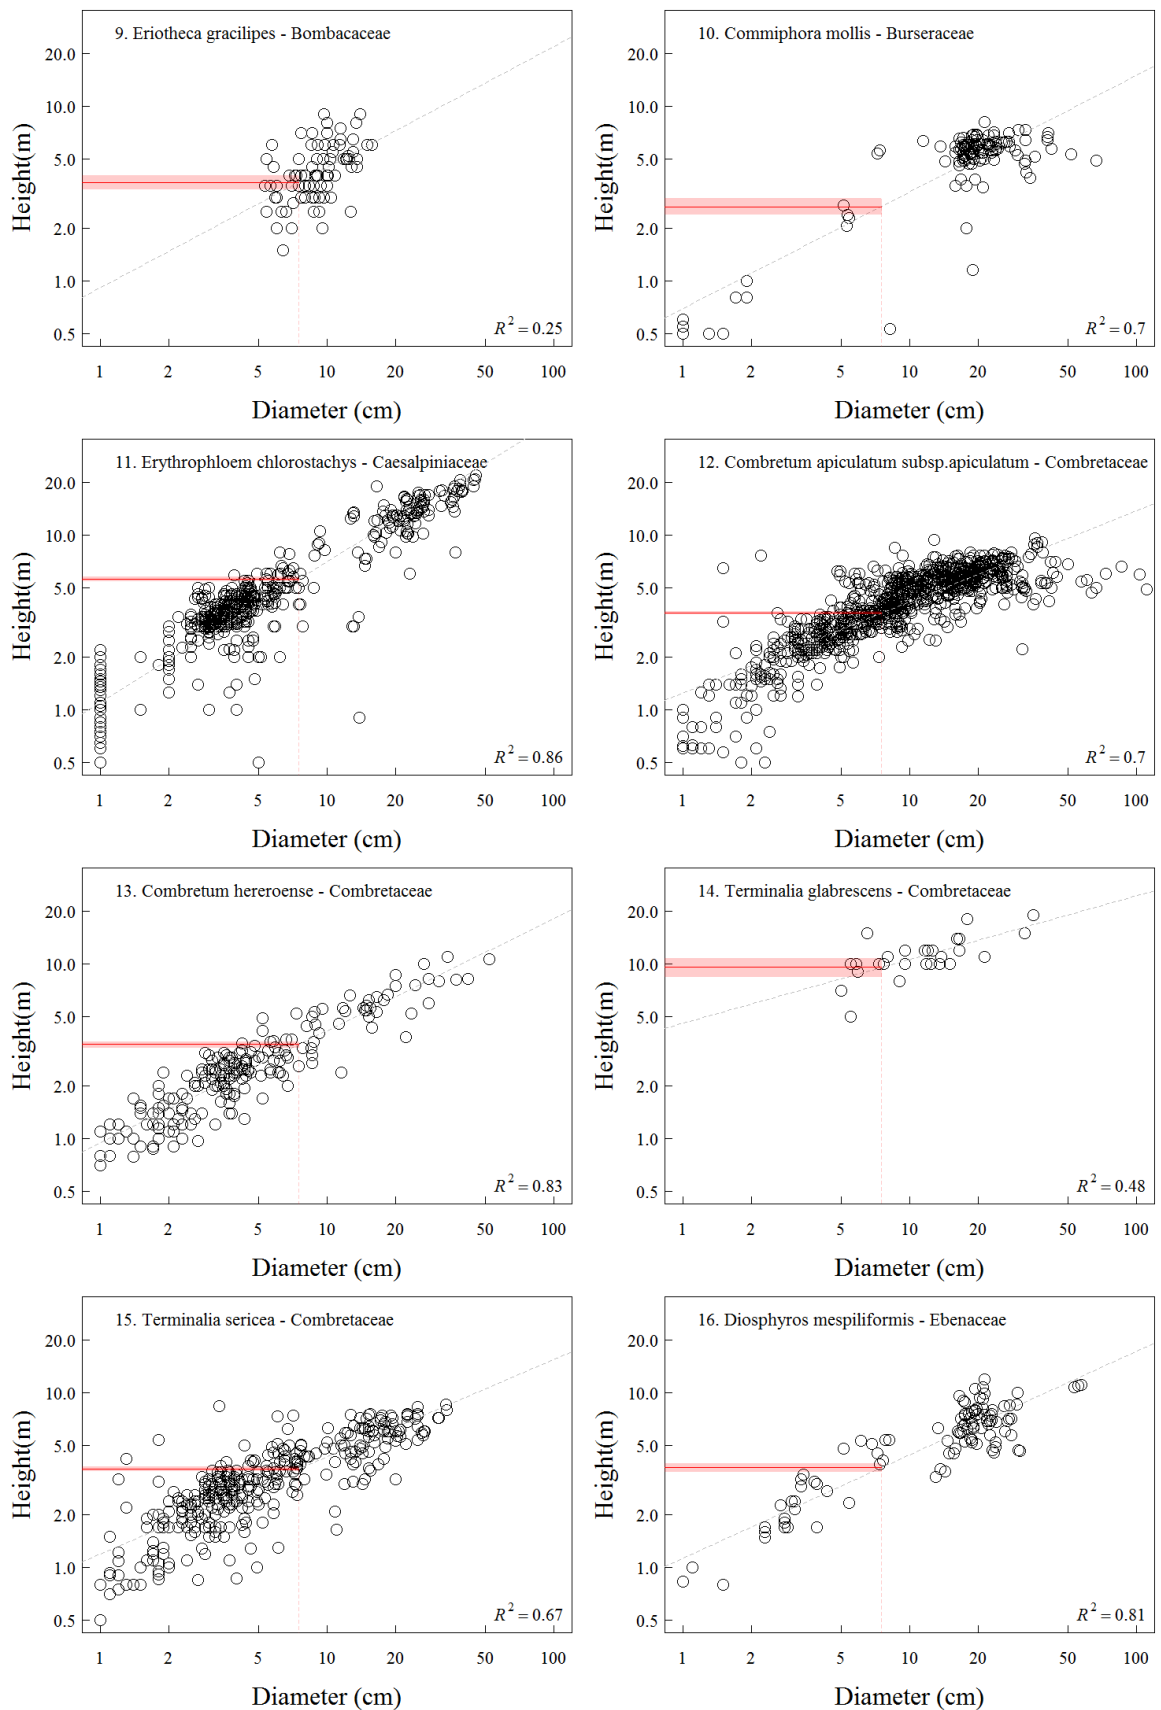 9. Eriotheca gracilipes - Bombacaceae
Height(m)
20.0
10.0
5.0
2.0
1.0
0.5
R² = 0.25
1 2 5 10 20 50 100
Diameter (cm)
10. Commiphora mollis - Burseraceae
Height(m)
20.0
10.0
5.0
2.0
1.0
0.5
R² = 0.7
1 2 5 10 20 50 100
Diameter (cm)
11. Erythrophloem chlorostachys - Caesalpiniaceae
Height(m)
20.0
10.0
5.0
2.0
1.0
0.5
R² = 0.86
1 2 5 10 20 50 100
Diameter (cm)
12. Combretum apiculatum subsp.apiculatum - Combretaceae
Height(m)
20.0
10.0
5.0
2.0
1.0
0.5
R² = 0.7
1 2 5 10 20 50 100
Diameter (cm)
13. Combretum hereroense - Combretaceae
Height(m)
20.0
10.0
5.0
2.0
1.0
0.5
R² = 0.83
1 2 5 10 20 50 100
Diameter (cm)
14. Terminalia glabrescens - Combretaceae
Height(m)
20.0
10.0
5.0
2.0
1.0
0.5
R² = 0.48
1 2 5 10 20 50 100
Diameter (cm)
15. Terminalia sericea - Combretaceae
Height(m)
20.0
10.0
5.0
2.0
1.0
0.5
R² = 0.67
1 2 5 10 20 50 100
Diameter (cm)
16. Diosphyros mespiliformis - Ebenaceae
Height(m)
20.0
10.0
5.0
2.0
1.0
0.5
R² = 0.81
1 2 5 10 20 50 100
Diameter (cm)